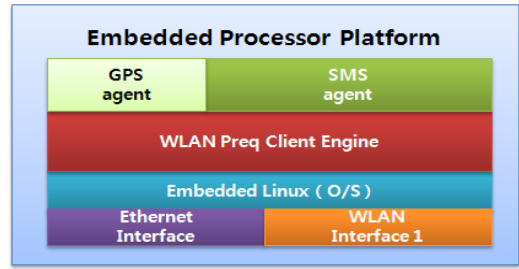 Embedded Processor Platform
GPS
agent
SMS
agent
WLAN Preq Client Engine
Embedded Linux ( O/S )
Ethernet
Interface
WLAN
Interface 1